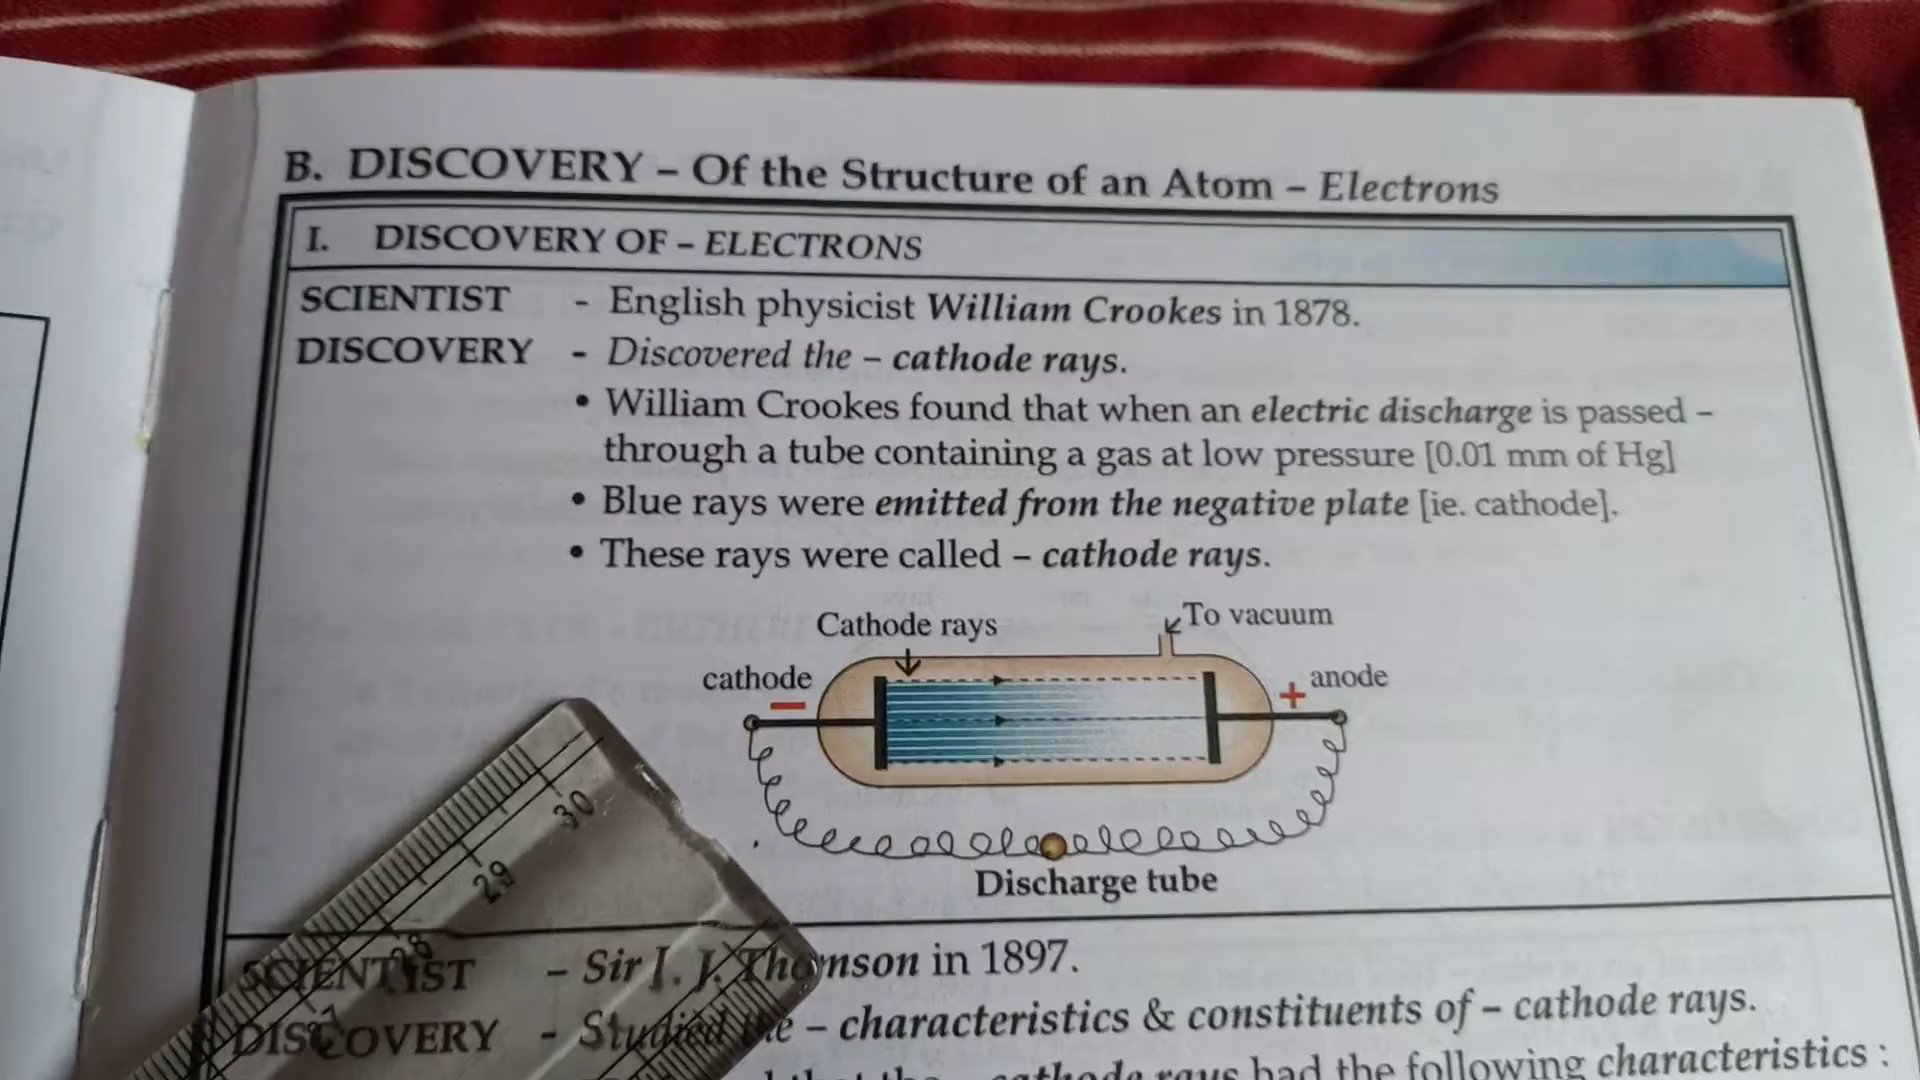 B. DISCOVERY – Of the Structure of an Atom – Electrons
I. DISCOVERY OF – ELECTRONS
SCIENTIST - English physicist William Crookes in 1878.
DISCOVERY - Discovered the – cathode rays.
• William Crookes found that when an electric discharge is passed –
through a tube containing a gas at low pressure [0.01 mm of Hg]
• Blue rays were emitted from the negative plate [ie. cathode].
• These rays were called – cathode rays.
Cathode rays
To vacuum
cathode
anode
–
+
Discharge tube
30
29
28
SCIENTIST – Sir J. J. Thomson in 1897.
DISCOVERY - Studied the – characteristics & constituents of – cathode rays.
cathode rays had the following characteristics :